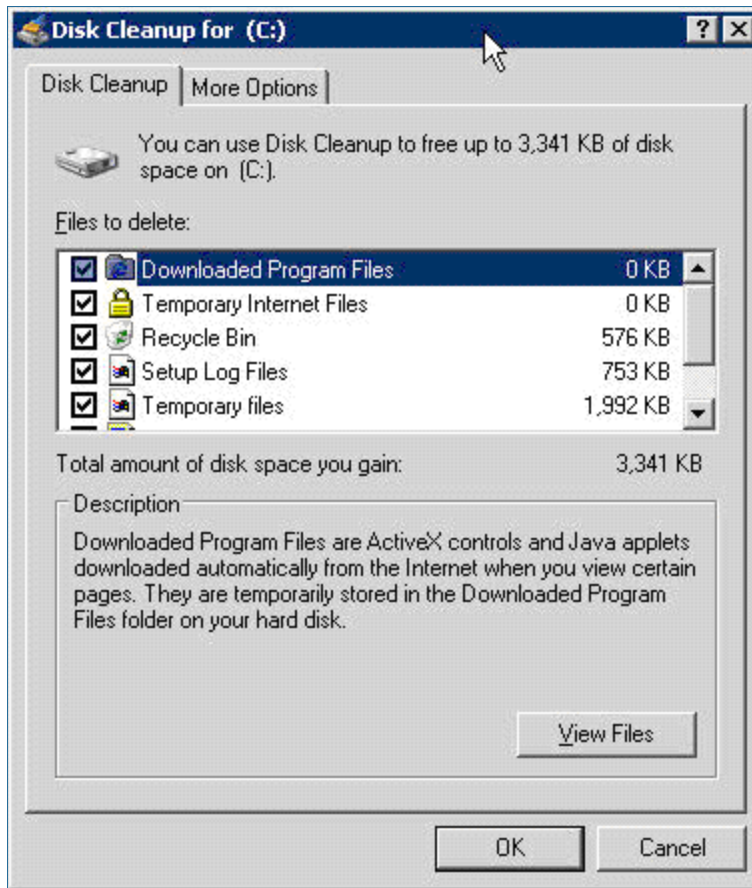 Disk Cleanup for (C:)
Disk Cleanup
More Options
You can use Disk Cleanup to free up to 3,341 KB of disk
space on (C:).
Files to delete:
Downloaded Program Files 0 KB
Temporary Internet Files 0 KB
Recycle Bin 576 KB
Setup Log Files 753 KB
Temporary files 1,992 KB
Total amount of disk space you gain: 3,341 KB
Description
Downloaded Program Files are ActiveX controls and Java applets
downloaded automatically from the Internet when you view certain
pages. They are temporarily stored in the Downloaded Program
Files folder on your hard disk.
View Files
OK Cancel